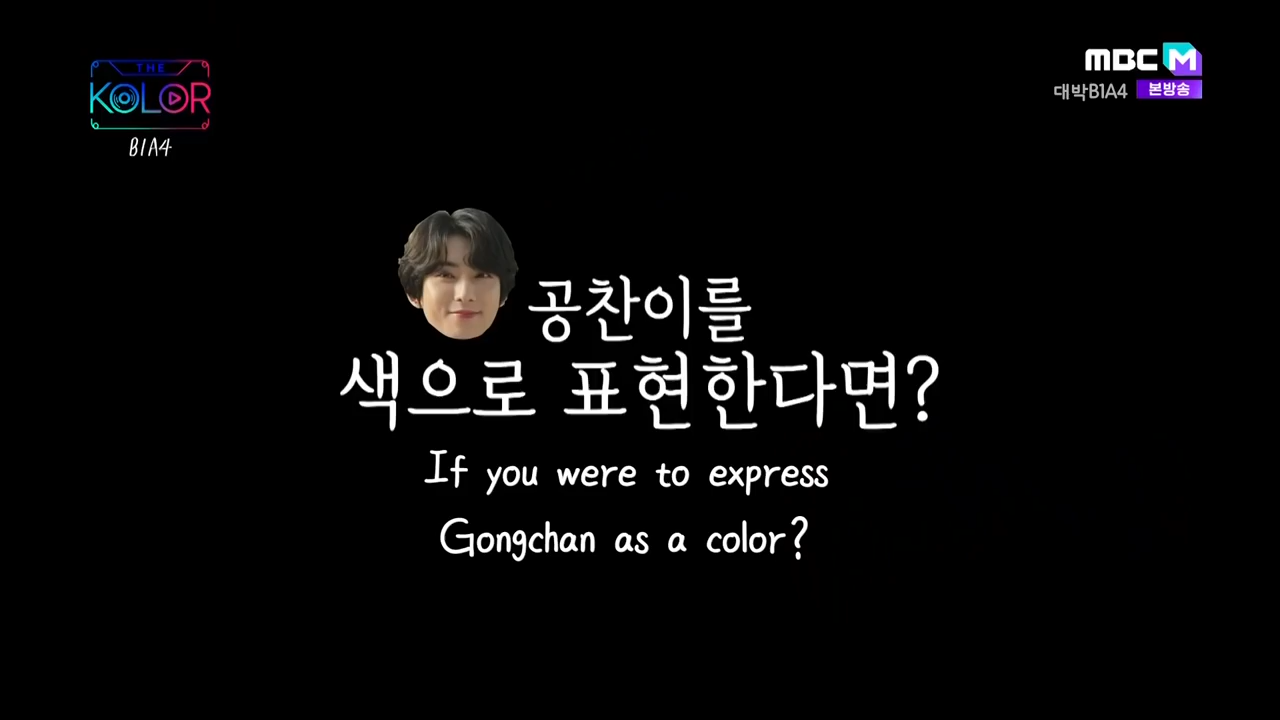 THE
KOLOR
B1A4
MBC M
대박B1A4 본방송
공찬이를
색으로 표현한다면?
If you were to express
Gongchan as a color?